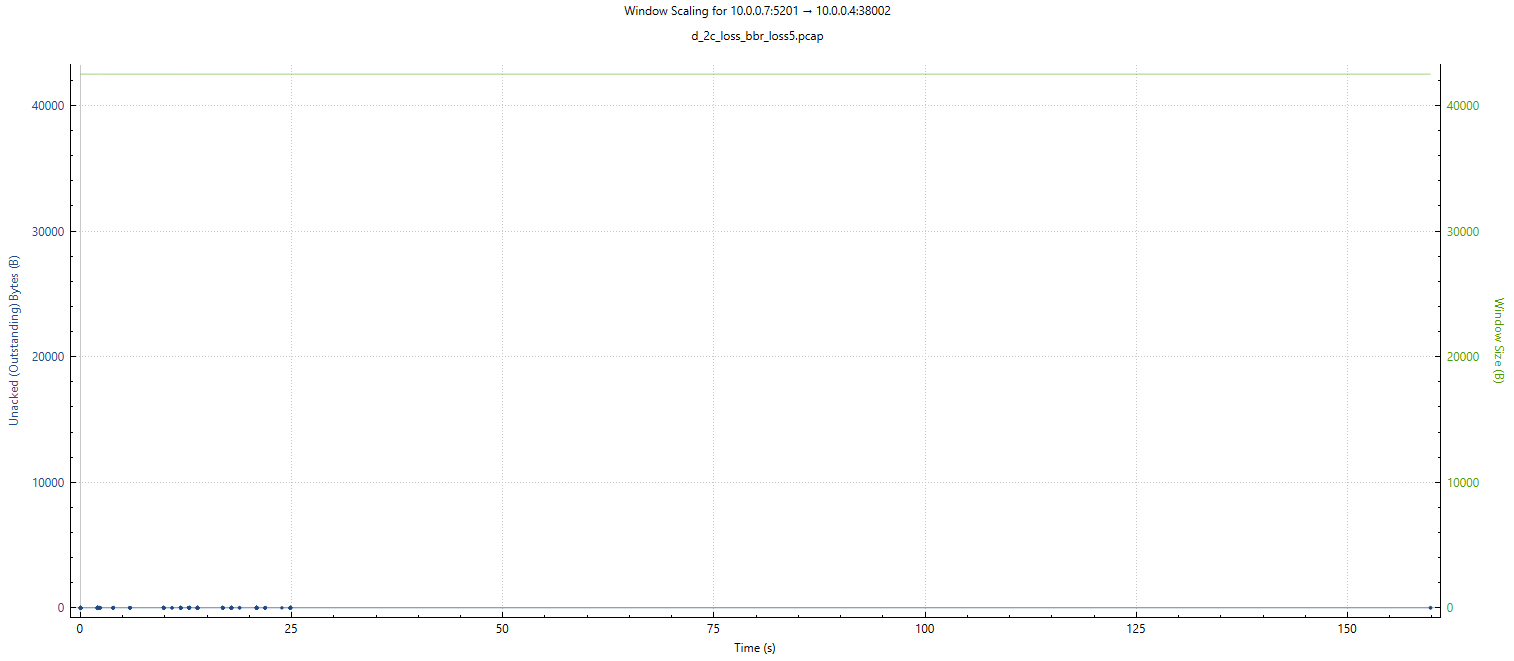 Window Scaling for 10.0.0.7:5201 → 10.0.0.4:38002
d_2c_loss_bbr_loss5.pcap
Unacked (Outstanding) Bytes (B)
40000
30000
20000
10000
0
40000
30000
20000
10000
0
Window Size (B)
0 25 50 75 100 125 150
Time (s)